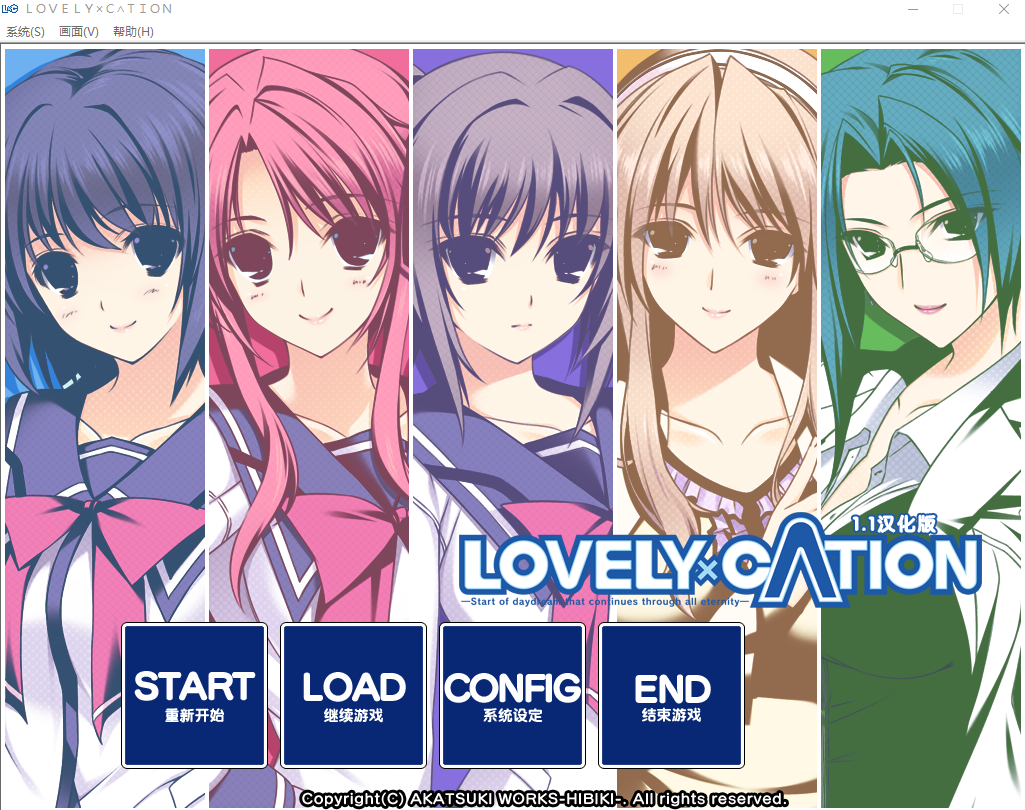 LOVELY×C∧TION
系统(S) 画面(V) 帮助(H)
1.1汉化版
LOVELY×C∧TION
—Start of daydream that continues through all eternity—
START LOAD CONFIG END
重新开始 继续游戏 系统设定 结束游戏
Copyright(C) AKATSUKI WORKS-HIBIKI-. All rights reserved.